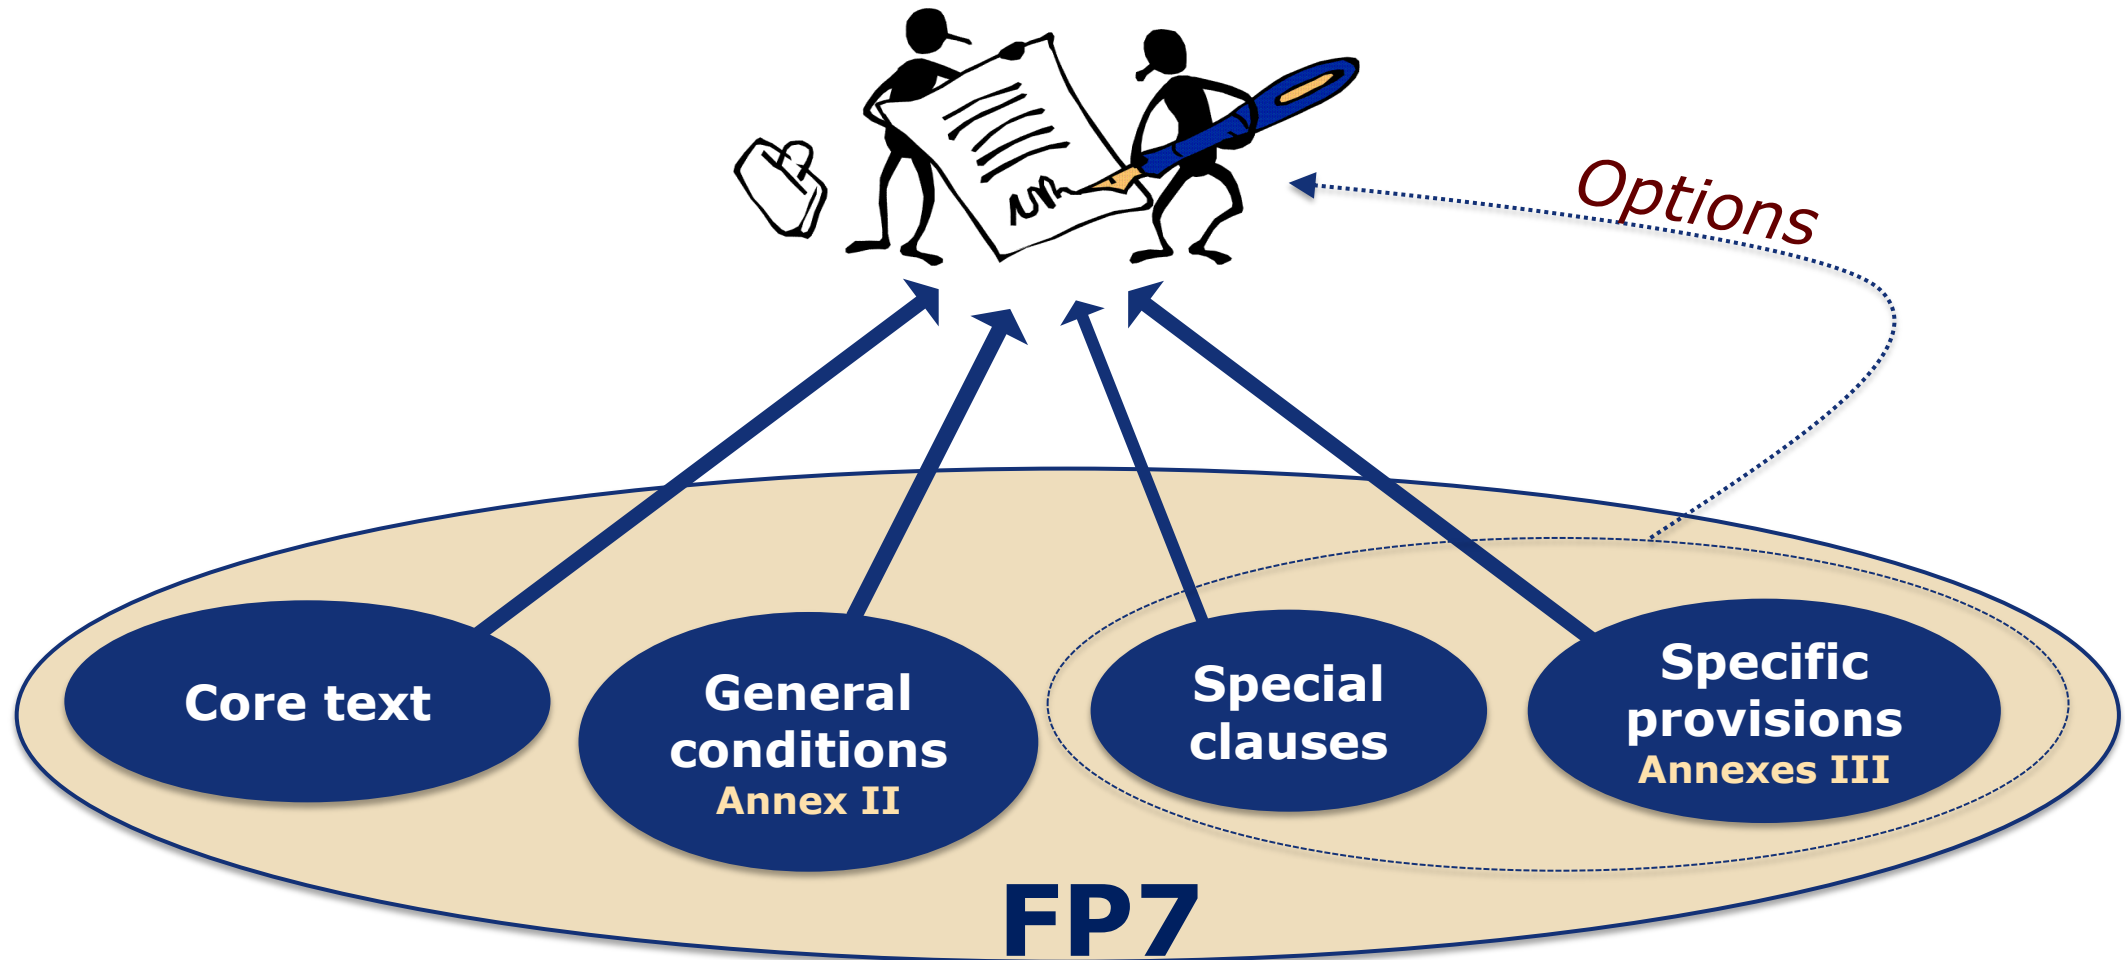 Options
Core text
General
conditions
Annex II
Special
clauses
Specific
provisions
Annexes III
FP7